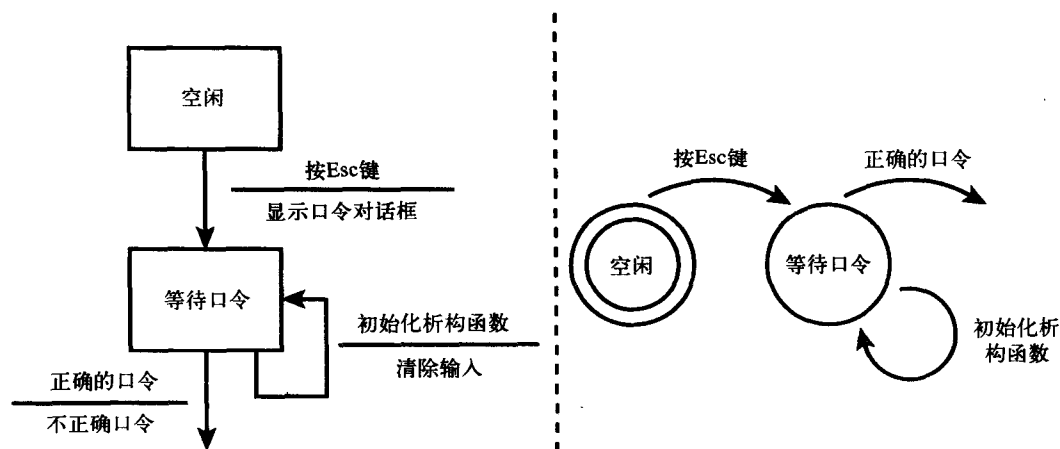 空闲
按Esc键
显示口令对话框
等待口令
初始化析构函数
清除输入
正确的口令
不正确口令
按Esc键
正确的口令
空闲
等待口令
初始化析
构函数